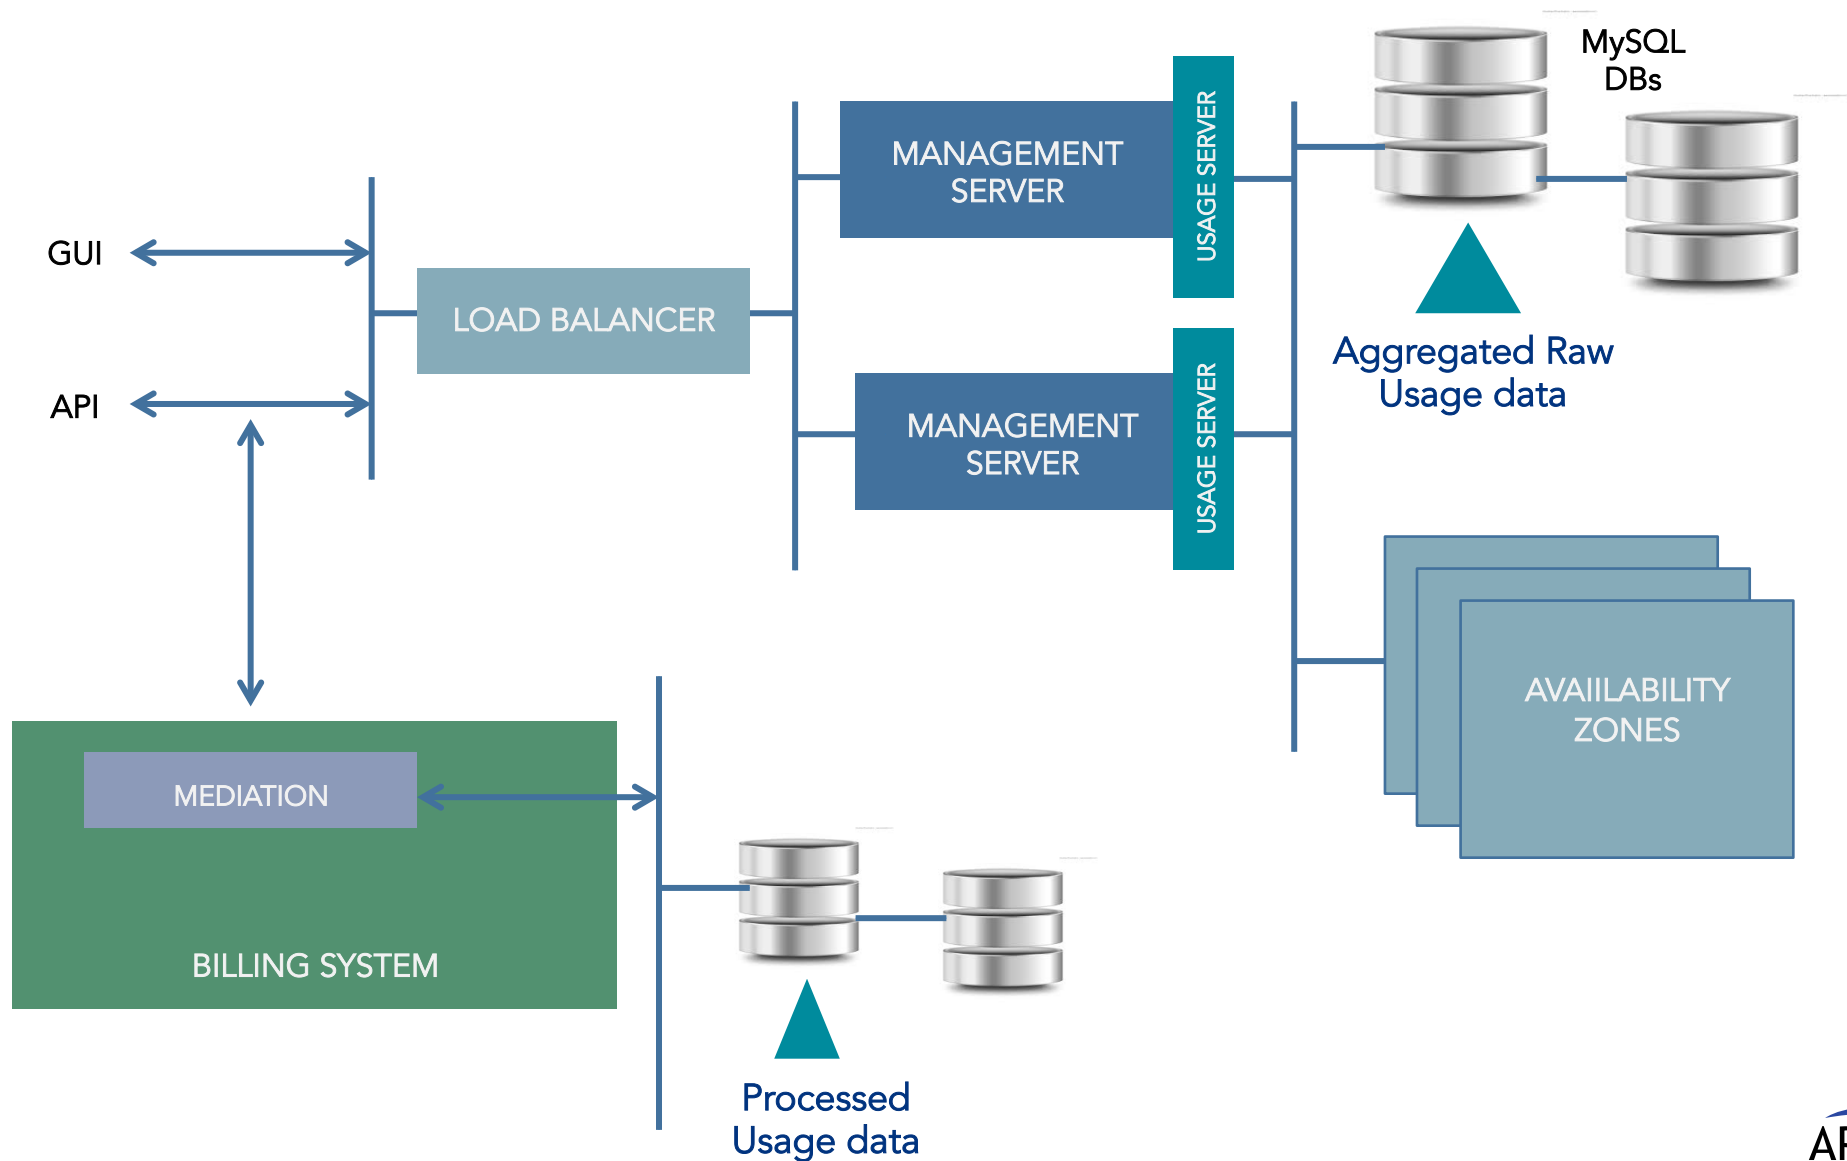 MySQL
DBs
MANAGEMENT
SERVER
USAGE SERVER
GUI
LOAD BALANCER
Aggregated Raw
Usage data
API
MANAGEMENT
SERVER
USAGE SERVER
AVAIILABILITY
ZONES
MEDIATION
BILLING SYSTEM
Processed
Usage data